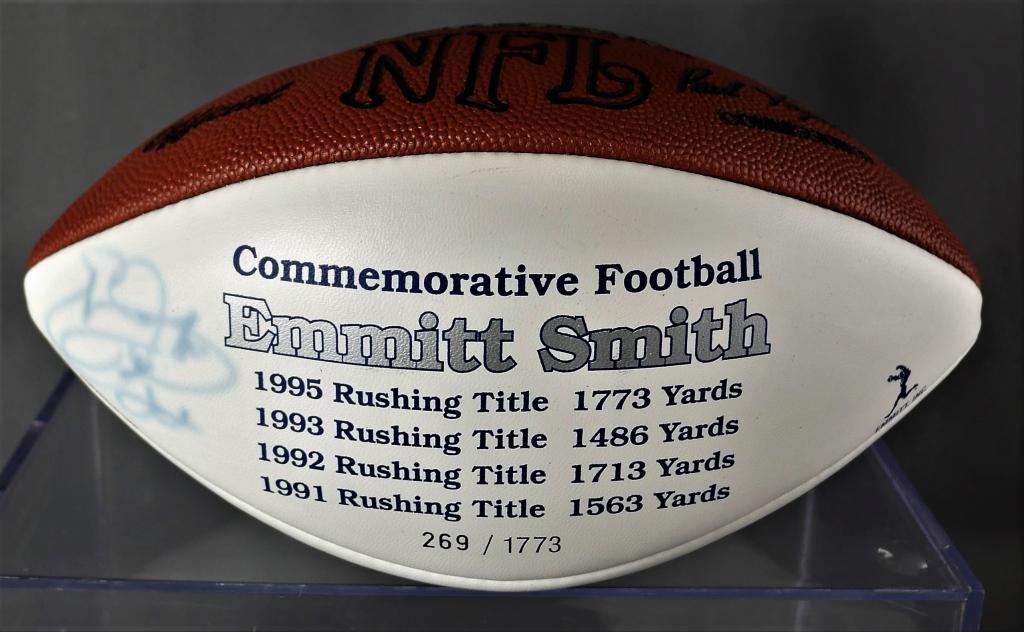 NFL
Paul
Commemorative Football
Emmitt Smith
1995 Rushing Title 1773 Yards
1993 Rushing Title 1486 Yards
1992 Rushing Title 1713 Yards
1991 Rushing Title 1563 Yards
269 / 1773